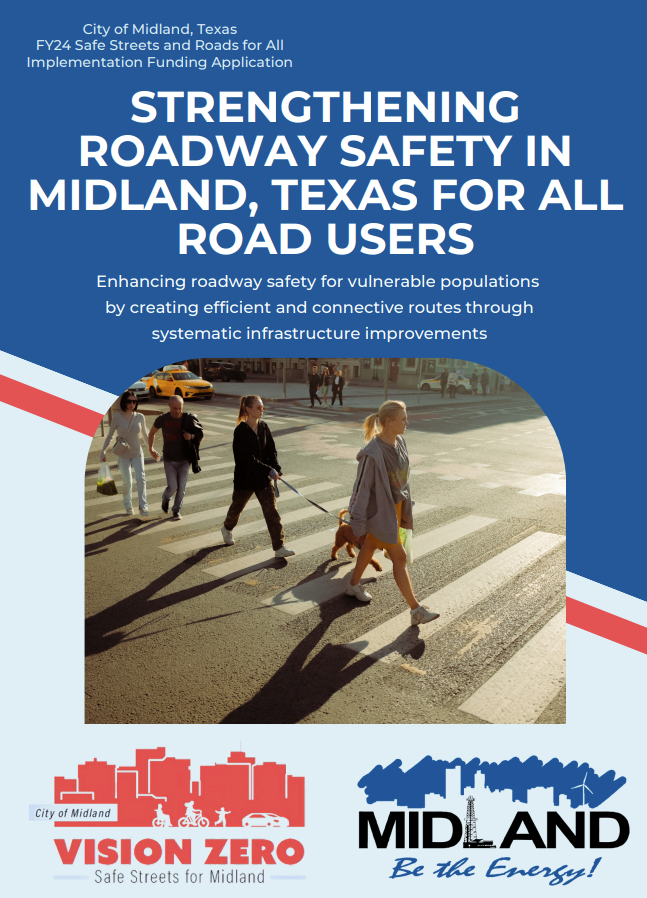 City of Midland, Texas
FY24 Safe Streets and Roads for All
Implementation Funding Application
STRENGTHENING
ROADWAY SAFETY IN
MIDLAND, TEXAS FOR ALL
ROAD USERS
Enhancing roadway safety for vulnerable populations
by creating efficient and connective routes through
systematic infrastructure improvements
City of Midland
VISION ZERO
Safe Streets for Midland
MIDLAND
Be the Energy!